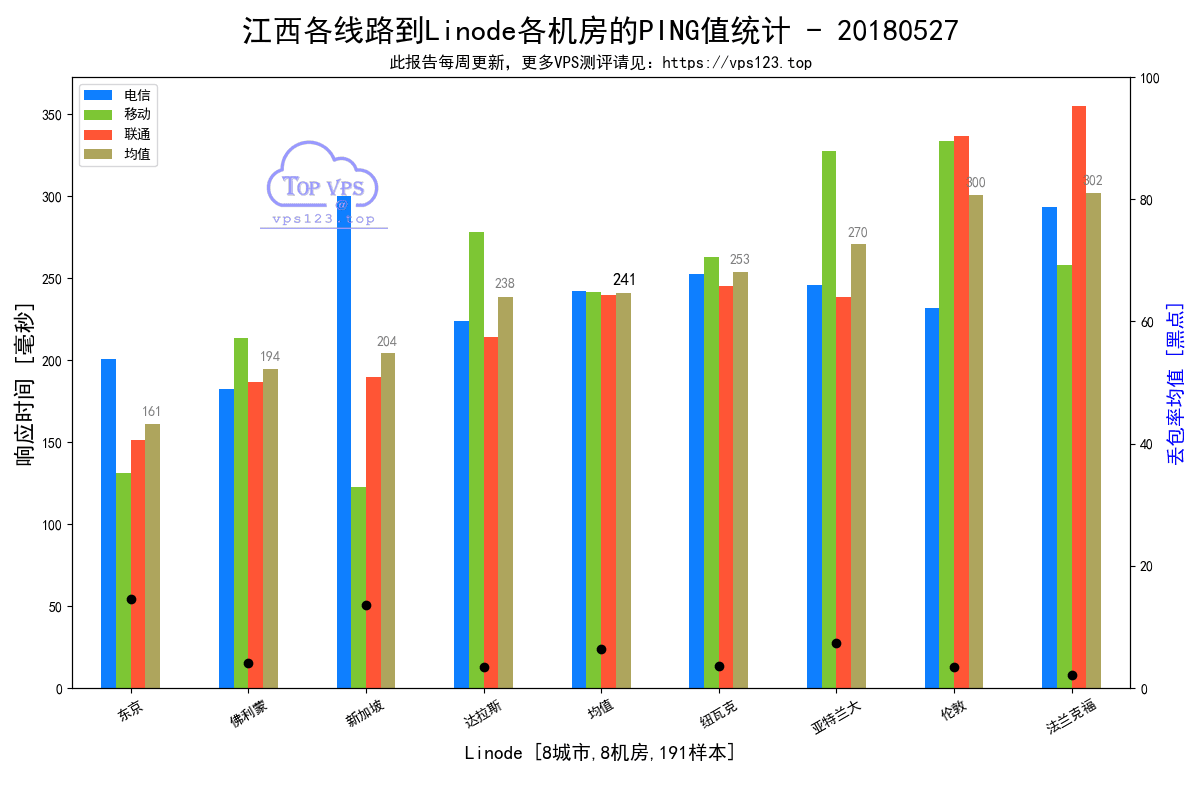 江西各线路到Linode各机房的PING值统计 - 20180527
此报告每周更新，更多VPS测评请见：https://vps123.top
电信
移动
联通
均值
TOP VPS
@
vps123.top
响应时间 [毫秒]
350
300
250
200
150
100
50
0
161
194
204
238
241
253
270
300
302
100
80
60
40
20
0
丢包率均值 [黑点]
东京
佛利蒙
新加坡
达拉斯
均值
纽瓦克
亚特兰大
伦敦
法兰克福
Linode [8城市,8机房,191样本]